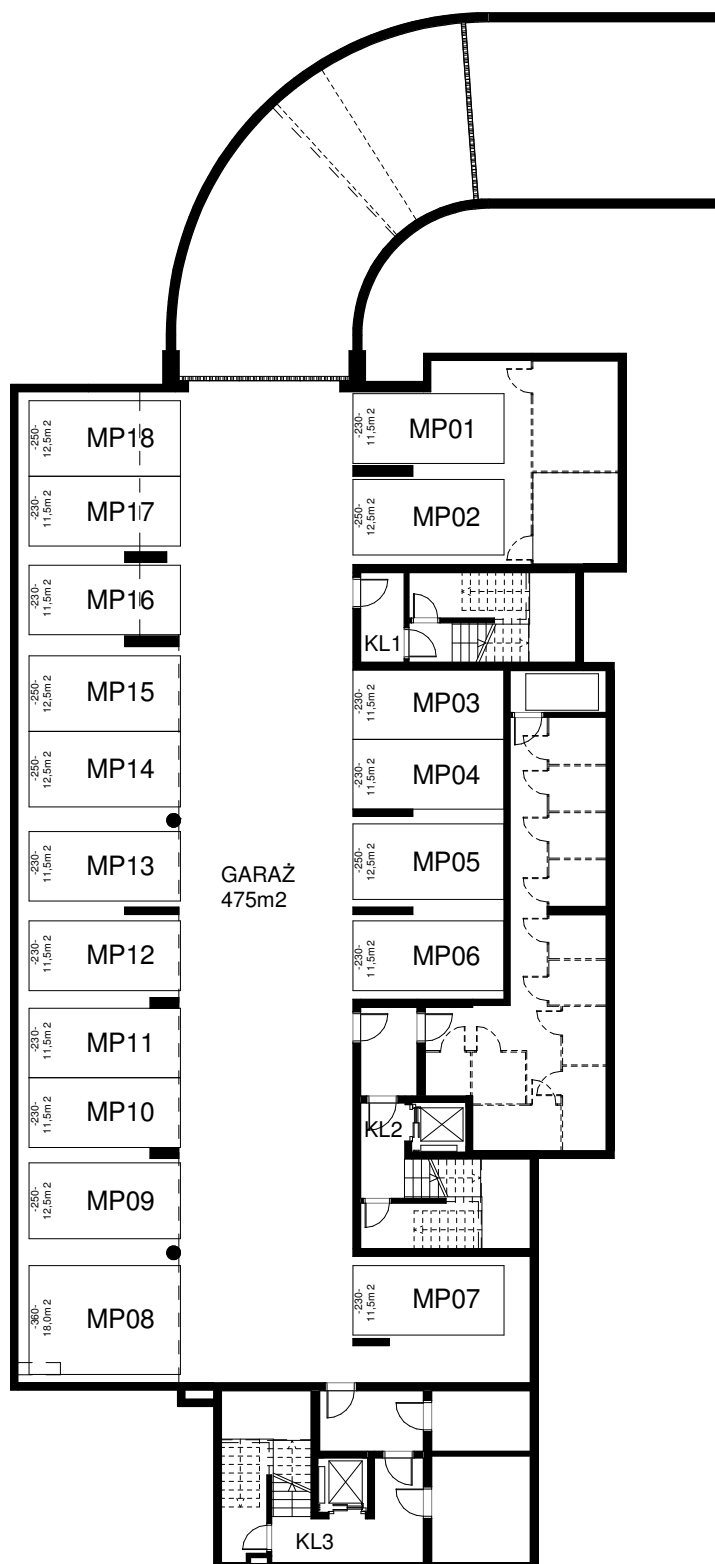 MP18
-250-
12,5m2
MP01
-230-
11,5m2
MP17
-230-
11,5m2
MP02
-250-
12,5m2
MP16
-230-
11,5m2
KL1
MP15
-250-
12,5m2
MP03
-230-
11,5m2
MP14
-250-
12,5m2
MP04
-230-
11,5m2
MP13
-230-
11,5m2
GARAŻ
475m2
MP05
-250-
12,5m2
MP12
-230-
11,5m2
MP06
-230-
11,5m2
MP11
-230-
11,5m2
MP10
-230-
11,5m2
KL2
MP09
-250-
12,5m2
MP08
-360-
18,0m2
MP07
-230-
11,5m2
KL3